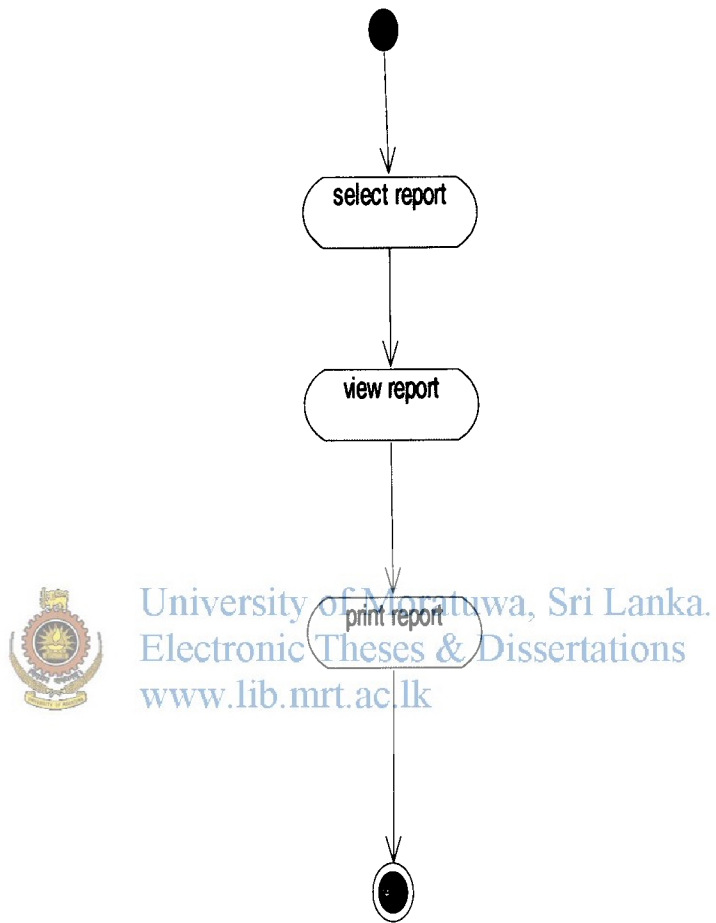 select report
view report
print report
University of Moratuwa, Sri Lanka.
Electronic Theses & Dissertations
www.lib.mrt.ac.lk